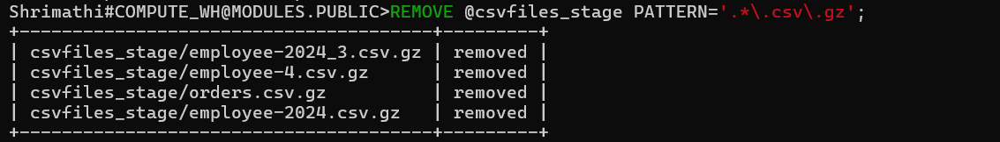 Shrimathi#COMPUTE_WH@MODULES.PUBLIC>REMOVE @csvfiles_stage PATTERN='.*\.csv\.gz';
+---------------------------------------+---------+
| csvfiles_stage/employee-2024_3.csv.gz | removed |
| csvfiles_stage/employee-4.csv.gz      | removed |
| csvfiles_stage/orders.csv.gz          | removed |
| csvfiles_stage/employee-2024.csv.gz   | removed |
+---------------------------------------+---------+